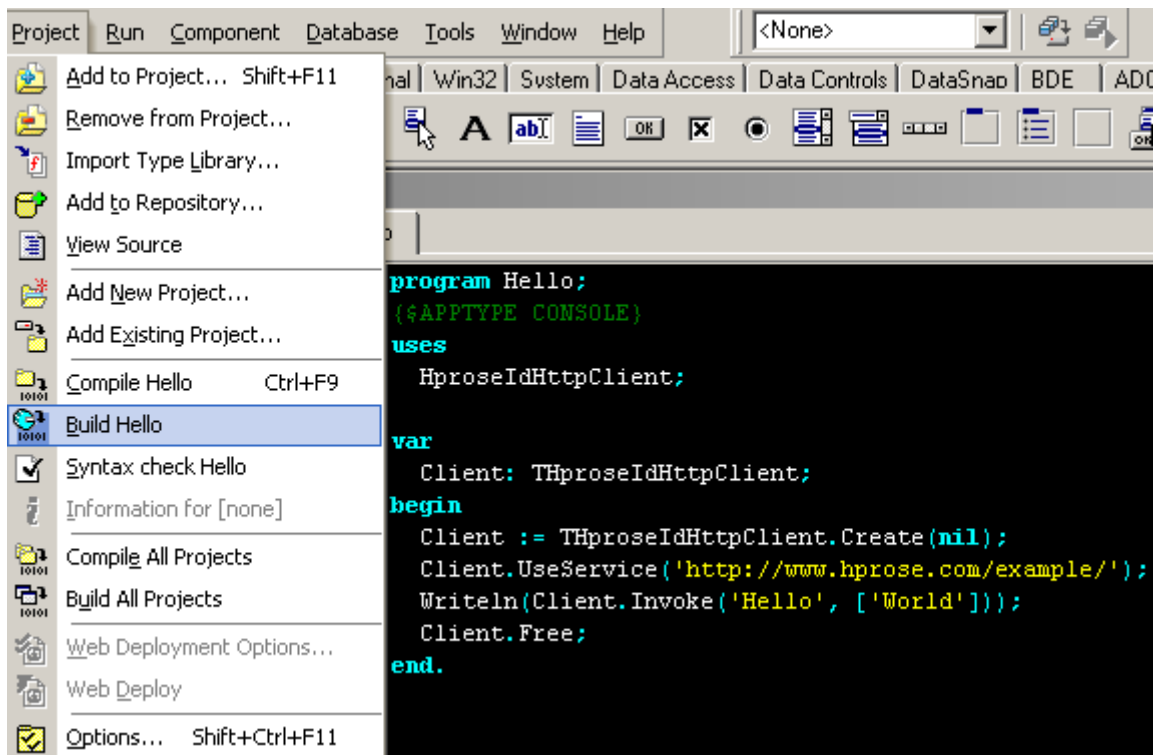 Project Run Component Database Tools Window Help <None>
nal Win32 System Data Access Data Controls DataSnap BDE ADO
Add to Project... Shift+F11
Remove from Project...
Import Type Library...
Add to Repository...
View Source
Add New Project...
Add Existing Project...
Compile Hello Ctrl+F9
Build Hello
Syntax check Hello
Information for [none]
Compile All Projects
Build All Projects
Web Deployment Options...
Web Deploy
Options... Shift+Ctrl+F11
program Hello;
{$APPTYPE CONSOLE}
uses
HproseIdHttpClient;
var
Client: THproseIdHttpClient;
begin
Client := THproseIdHttpClient.Create(nil);
Client.UseService('http://www.hprose.com/example/');
Writeln(Client.Invoke('Hello', ['World']));
Client.Free;
end.